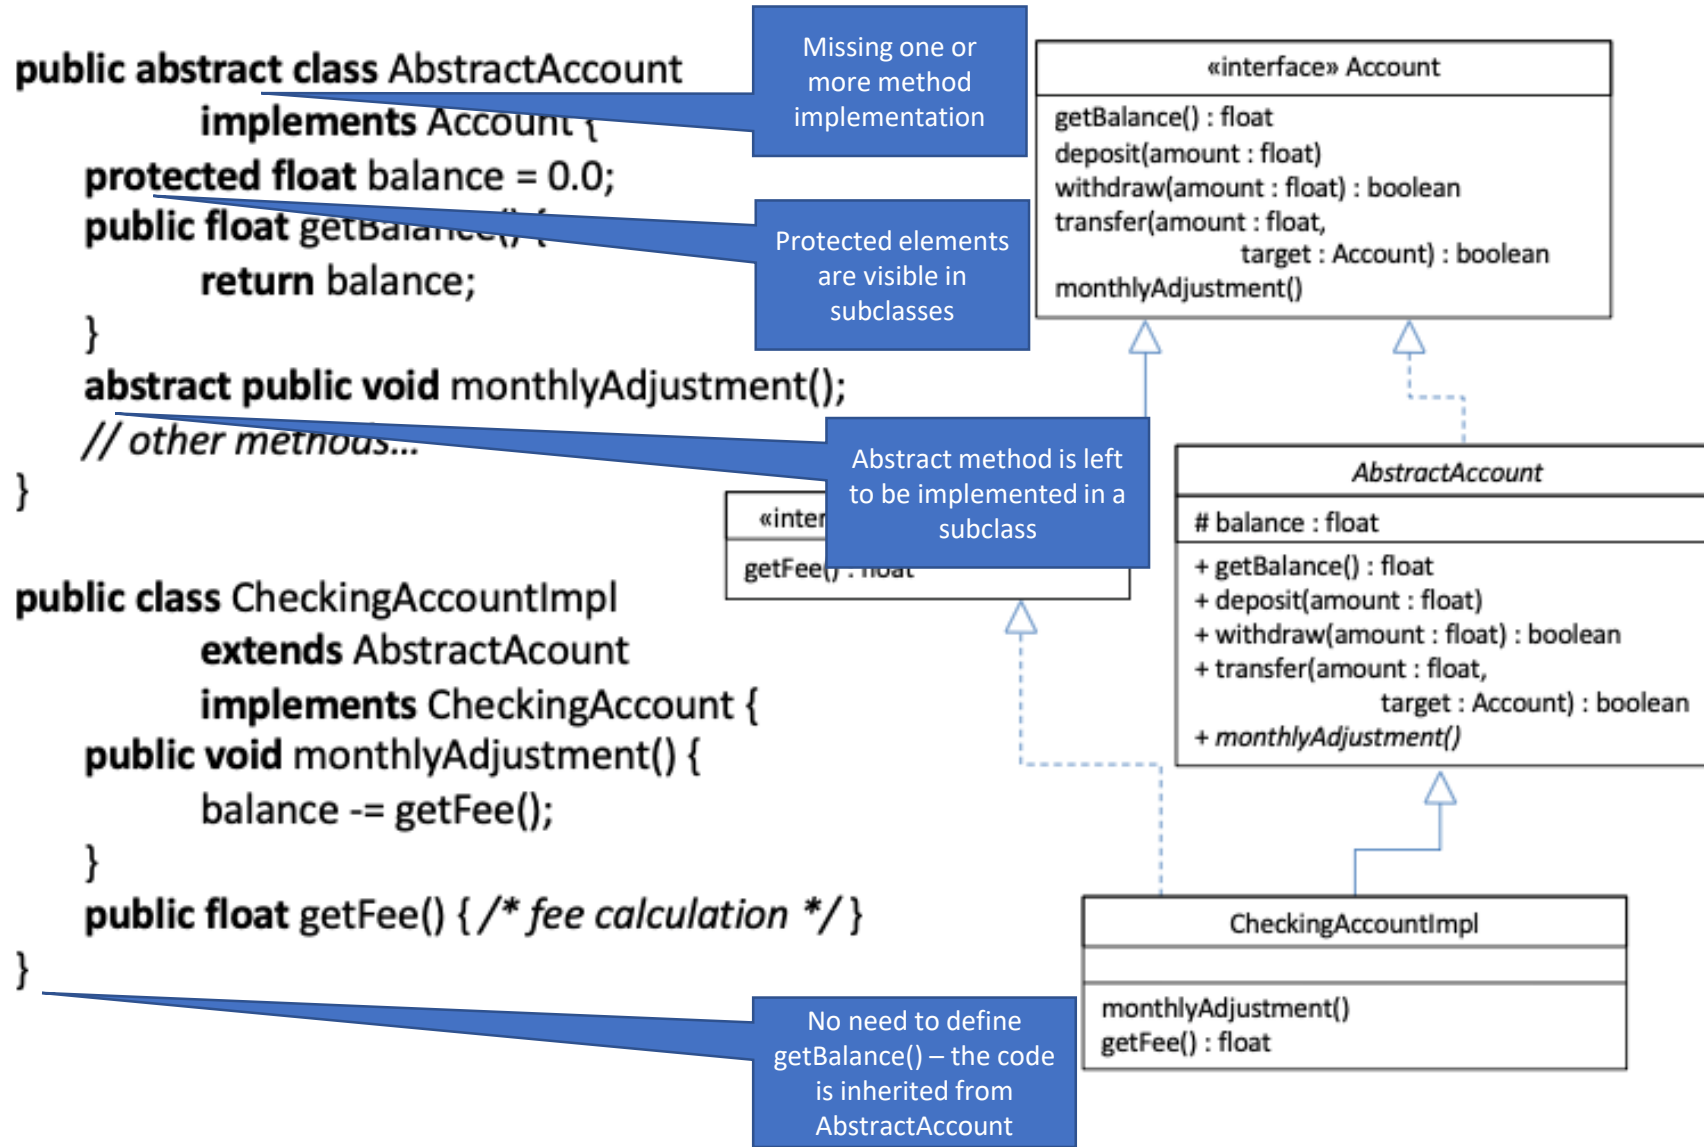 public abstract class AbstractAccount
implements Account {
protected float balance = 0.0;
public float getBalance() {
return balance;
}
abstract public void monthlyAdjustment();
// other methods...
}
public class CheckingAccountImpl
extends AbstractAcount
implements CheckingAccount {
public void monthlyAdjustment() {
balance -= getFee();
}
public float getFee() { /* fee calculation */ }
}
Missing one or
more method
implementation
Protected elements
are visible in
subclasses
Abstract method is left
to be implemented in a
subclass
No need to define
getBalance() – the code
is inherited from
AbstractAccount
«interface» Account
getBalance() : float
deposit(amount : float)
withdraw(amount : float) : boolean
transfer(amount : float,
target : Account) : boolean
monthlyAdjustment()
«inter
getFee() : float
AbstractAccount
# balance : float
+ getBalance() : float
+ deposit(amount : float)
+ withdraw(amount : float) : boolean
+ transfer(amount : float,
target : Account) : boolean
+ monthlyAdjustment()
CheckingAccountImpl
monthlyAdjustment()
getFee() : float